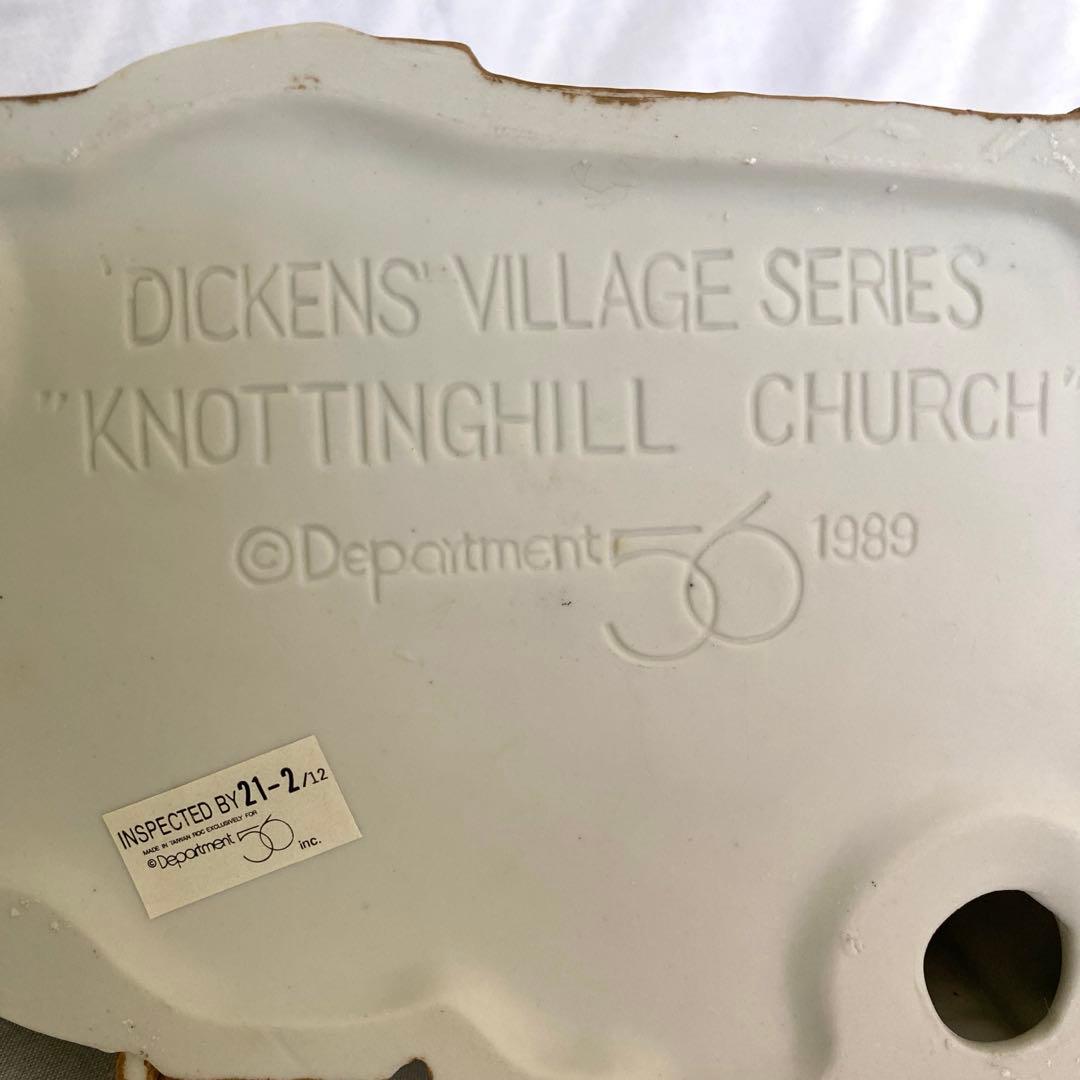 'DICKENS' VILLAGE SERIES
"KNOTTINGHILL CHURCH"
©Department 56 1989
INSPECTED BY 21-2/12
MADE IN TAIWAN ROC EXCLUSIVELY FOR
©Department 56 inc.